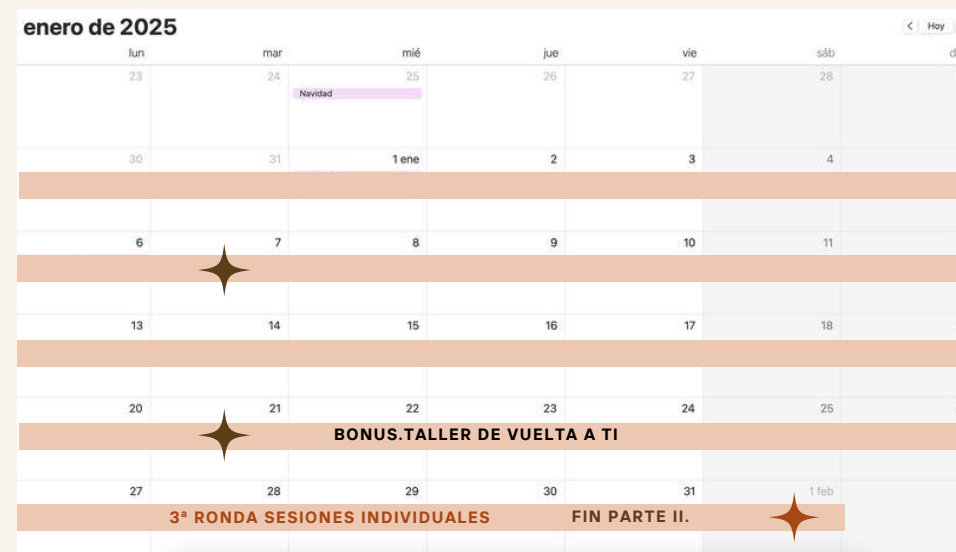 enero de 2025
< Hoy
lun mar mié jue vie sáb
23 24 25 26 27 28
Navidad
30 31 1 ene 2 3 4
6 7 8 9 10 11
13 14 15 16 17 18
20 21 22 23 24 25
BONUS.TALLER DE VUELTA A TI
27 28 29 30 31 1 feb
3ª RONDA SESIONES INDIVIDUALES FIN PARTE II.